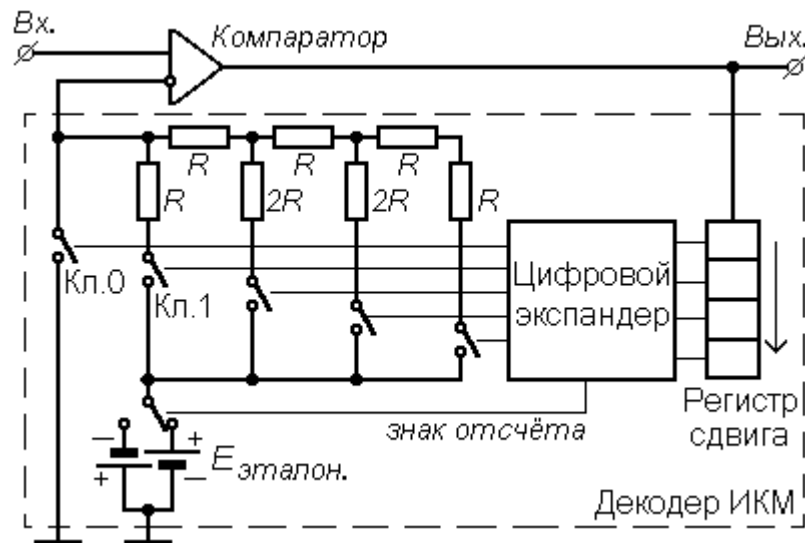 Вх.
Компаратор
Вых.
R
R
R
R
2R
2R
R
Кл.0
Кл.1
Цифровой
экспандер
знак отсчёта
Регистр
сдвига
–
+
+
–
Eэталон.
Декодер ИКМ